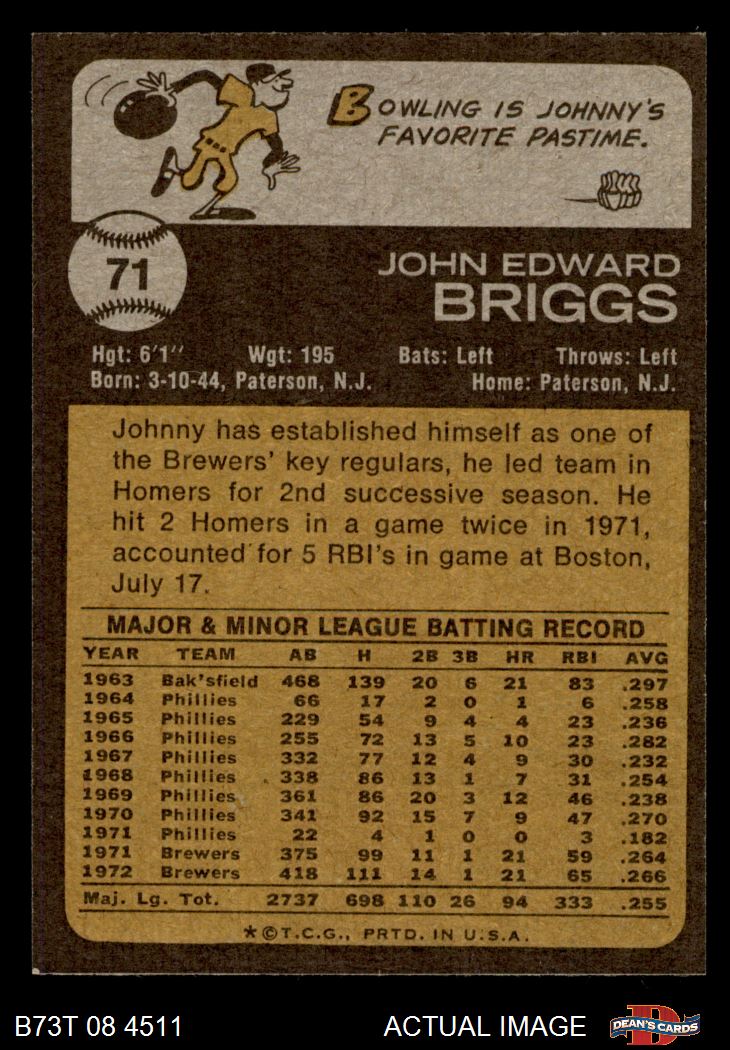 BOWLING IS JOHNNY'S
FAVORITE PASTIME.
71
JOHN EDWARD
BRIGGS
Hgt: 6'1" Wgt: 195 Bats: Left Throws: Left
Born: 3-10-44, Paterson, N.J. Home: Paterson, N.J.
Johnny has established himself as one of
the Brewers' key regulars, he led team in
Homers for 2nd successive season. He
hit 2 Homers in a game twice in 1971,
accounted for 5 RBI's in game at Boston,
July 17.
MAJOR & MINOR LEAGUE BATTING RECORD
YEAR TEAM AB H 2B 3B HR RBI AVG
1963 Bak'sfield 468 139 20 6 21 83 .297
1964 Phillies 66 17 2 0 1 6 .258
1965 Phillies 229 54 9 4 4 23 .236
1966 Phillies 255 72 13 5 10 23 .282
1967 Phillies 332 77 12 4 9 30 .232
1968 Phillies 338 86 13 1 7 31 .254
1969 Phillies 361 86 20 3 12 46 .238
1970 Phillies 341 92 15 7 9 47 .270
1971 Phillies 22 4 1 0 0 3 .182
1971 Brewers 375 99 11 1 21 59 .264
1972 Brewers 418 111 14 1 21 65 .266
Maj. Lg. Tot. 2737 698 110 26 94 333 .255
*©T.C.G., PRTD. IN U.S.A.
B73T 08 4511 ACTUAL IMAGE DEAN'S CARDS